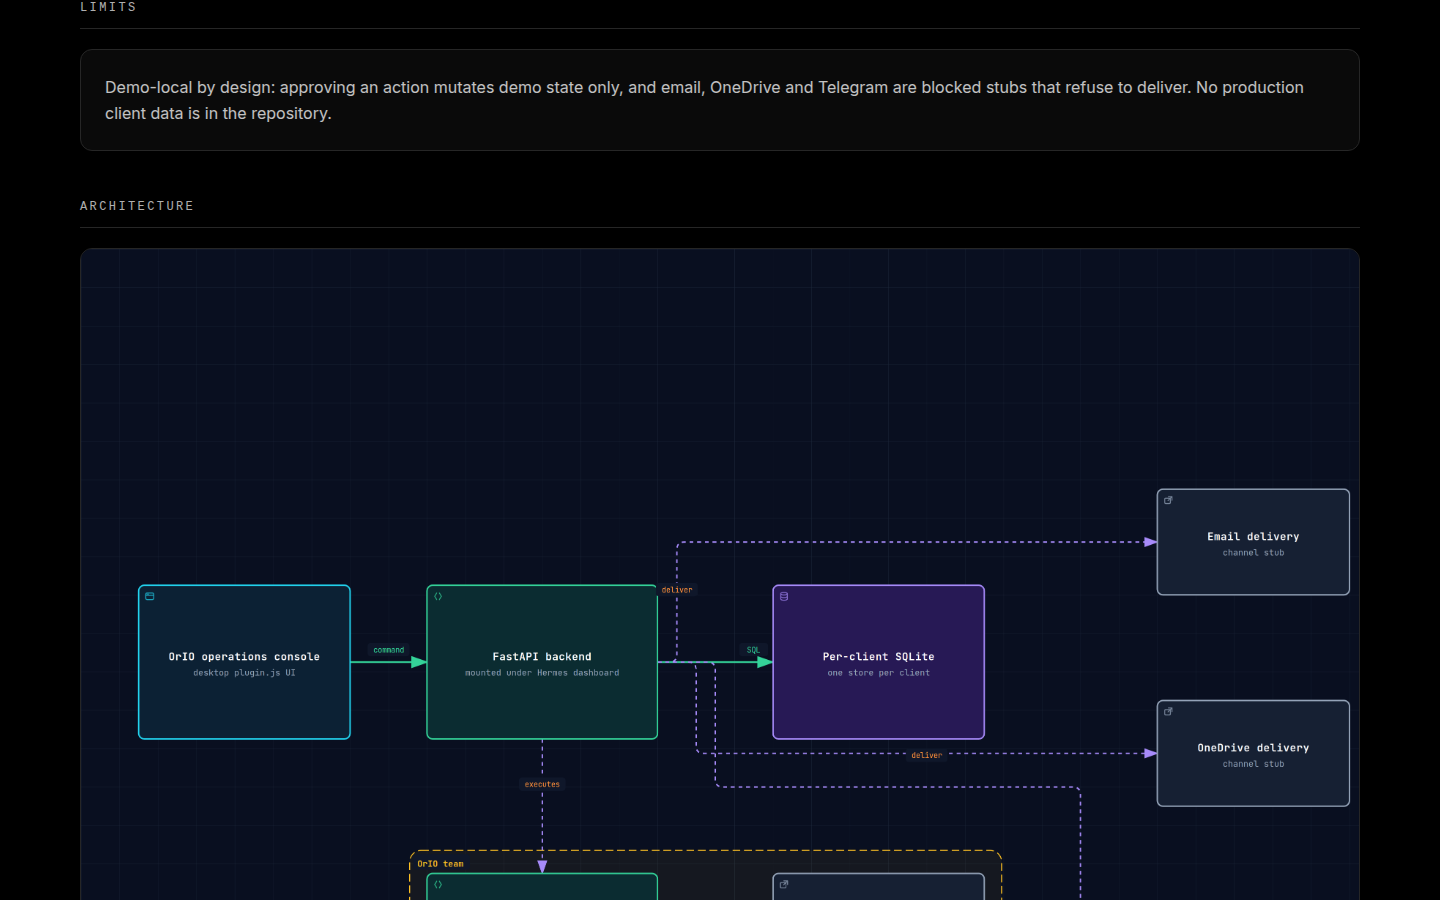 LIMITS
Demo-local by design: approving an action mutates demo state only, and email, OneDrive and Telegram are blocked stubs that refuse to deliver. No production
client data is in the repository.
ARCHITECTURE
Email delivery
channel stub
deliver
OrIO operations console
desktop plugin.js UI
command
FastAPI backend
mounted under Hermes dashboard
SQL
Per-client SQLite
one store per client
OneDrive delivery
channel stub
deliver
executes
OrIO team